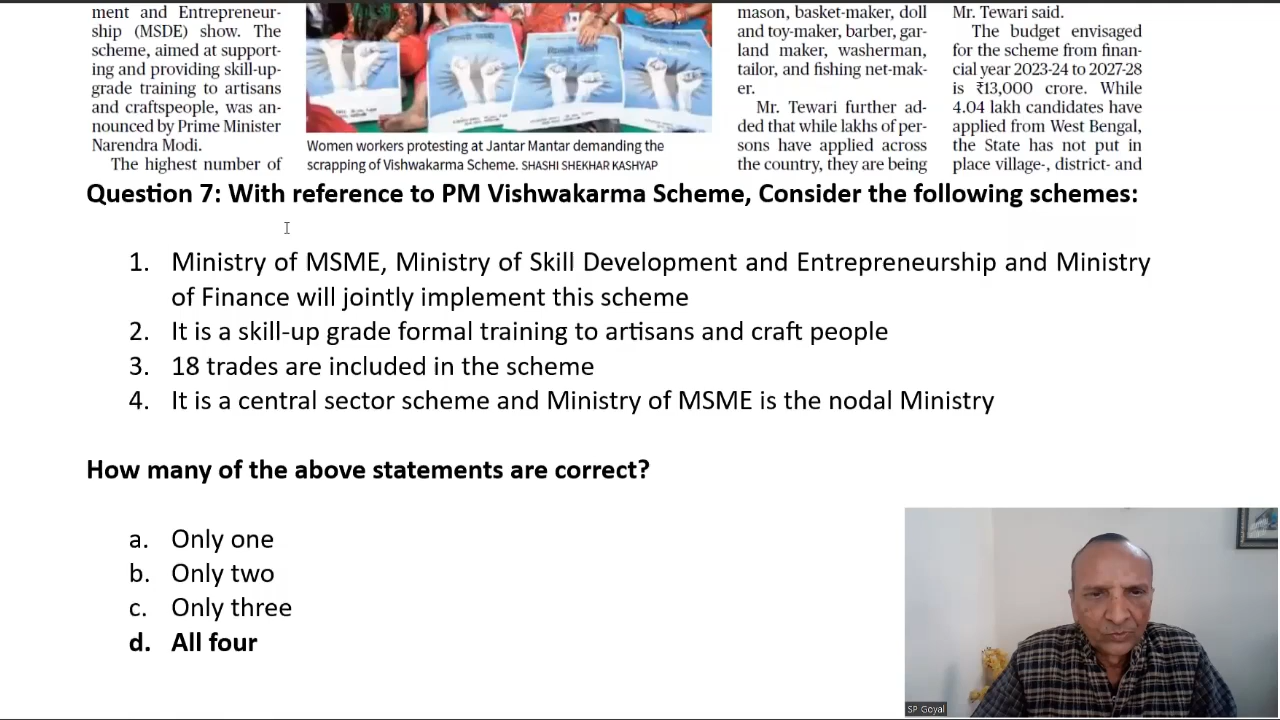 ment and Entrepreneur-
ship (MSDE) show. The
scheme, aimed at support-
ing and providing skill-up-
grade training to artisans
and craftspeople, was an-
nounced by Prime Minister
Narendra Modi.
The highest number of
Women workers protesting at Jantar Mantar demanding the
scrapping of Vishwakarma Scheme. SHASHI SHEKHAR KASHYAP
mason, basket-maker, doll
and toy-maker, barber, gar-
land maker, washerman,
tailor, and fishing net-mak-
er.
Mr. Tewari further ad-
ded that while lakhs of per-
sons have applied across
the country, they are being
Mr. Tewari said.
The budget envisaged
for the scheme from finan-
cial year 2023-24 to 2027-28
is ₹13,000 crore. While
4.04 lakh candidates have
applied from West Bengal,
the State has not put in
place village-, district- and
Question 7: With reference to PM Vishwakarma Scheme, Consider the following schemes:
1. Ministry of MSME, Ministry of Skill Development and Entrepreneurship and Ministry
of Finance will jointly implement this scheme
2. It is a skill-up grade formal training to artisans and craft people
3. 18 trades are included in the scheme
4. It is a central sector scheme and Ministry of MSME is the nodal Ministry
How many of the above statements are correct?
a. Only one
b. Only two
c. Only three
d. All four
SP Goyal